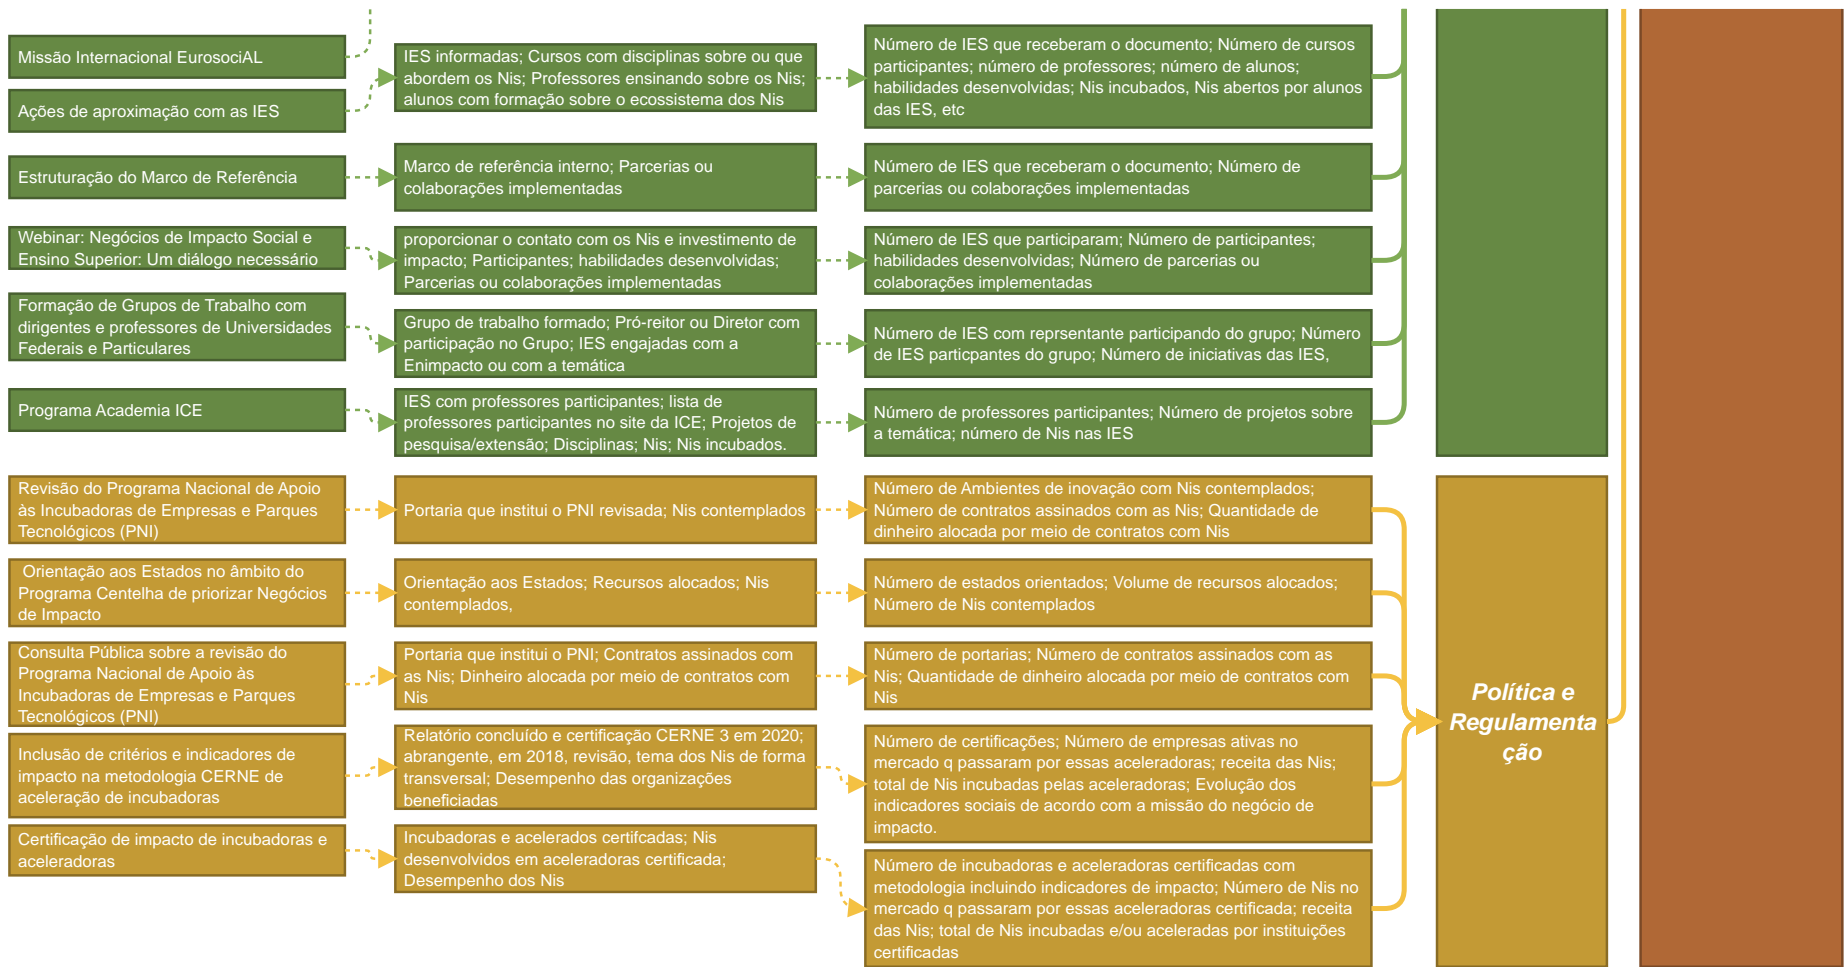 Missão Internacional EurosociAL
Ações de aproximação com as IES
IES informadas; Cursos com disciplinas sobre ou que
abordem os Nis; Professores ensinando sobre os Nis;
alunos com formação sobre o ecossistema dos Nis
Número de IES que receberam o documento; Número de cursos
participantes; número de professores; número de alunos;
habilidades desenvolvidas; Nis incubados, Nis abertos por alunos
das IES, etc
Estruturação do Marco de Referência
Marco de referência interno; Parcerias ou
colaborações implementadas
Número de IES que receberam o documento; Número de
parcerias ou colaborações implementadas
Webinar: Negócios de Impacto Social e
Ensino Superior: Um diálogo necessário
proporcionar o contato com os Nis e investimento de
impacto; Participantes; habilidades desenvolvidas;
Parcerias ou colaborações implementadas
Número de IES que participaram; Número de participantes;
habilidades desenvolvidas; Número de parcerias ou
colaborações implementadas
Formação de Grupos de Trabalho com
dirigentes e professores de Universidades
Federais e Particulares
Grupo de trabalho formado; Pró-reitor ou Diretor com
participação no Grupo; IES engajadas com a
Enimpacto ou com a temática
Número de IES com reprsentante participando do grupo; Número
de IES particpantes do grupo; Número de iniciativas das IES,
Programa Academia ICE
IES com professores participantes; lista de
professores participantes no site da ICE; Projetos de
pesquisa/extensão; Disciplinas; Nis; Nis incubados.
Número de professores participantes; Número de projetos sobre
a temática; número de Nis nas IES
Revisão do Programa Nacional de Apoio
às Incubadoras de Empresas e Parques
Tecnológicos (PNI)
Portaria que institui o PNI revisada; Nis contemplados
Número de Ambientes de inovação com Nis contemplados;
Número de contratos assinados com as Nis; Quantidade de
dinheiro alocada por meio de contratos com Nis
Orientação aos Estados no âmbito do
Programa Centelha de priorizar Negócios
de Impacto
Orientação aos Estados; Recursos alocados; Nis
contemplados,
Número de estados orientados; Volume de recursos alocados;
Número de Nis contemplados
Consulta Pública sobre a revisão do
Programa Nacional de Apoio às
Incubadoras de Empresas e Parques
Tecnológicos (PNI)
Portaria que institui o PNI; Contratos assinados com
as Nis; Dinheiro alocada por meio de contratos com
Nis
Número de portarias; Número de contratos assinados com as
Nis; Quantidade de dinheiro alocada por meio de contratos com
Nis
Inclusão de critérios e indicadores de
impacto na metodologia CERNE de
aceleração de incubadoras
Relatório concluído e certificação CERNE 3 em 2020;
abrangente, em 2018, revisão, tema dos Nis de forma
transversal; Desempenho das organizações
beneficiadas
Número de certificações; Número de empresas ativas no
mercado q passaram por essas aceleradoras; receita das Nis;
total de Nis incubadas pelas aceleradoras; Evolução dos
indicadores sociais de acordo com a missão do negócio de
impacto.
Certificação de impacto de incubadoras e
aceleradoras
Incubadoras e acelerados certifcadas; Nis
desenvolvidos em aceleradoras certificada;
Desempenho dos Nis
Número de incubadoras e aceleradoras certificadas com
metodologia incluindo indicadores de impacto; Número de Nis no
mercado q passaram por essas aceleradoras certificada; receita
das Nis; total de Nis incubadas e/ou aceleradas por instituições
certificadas
Política e
Regulamenta
ção